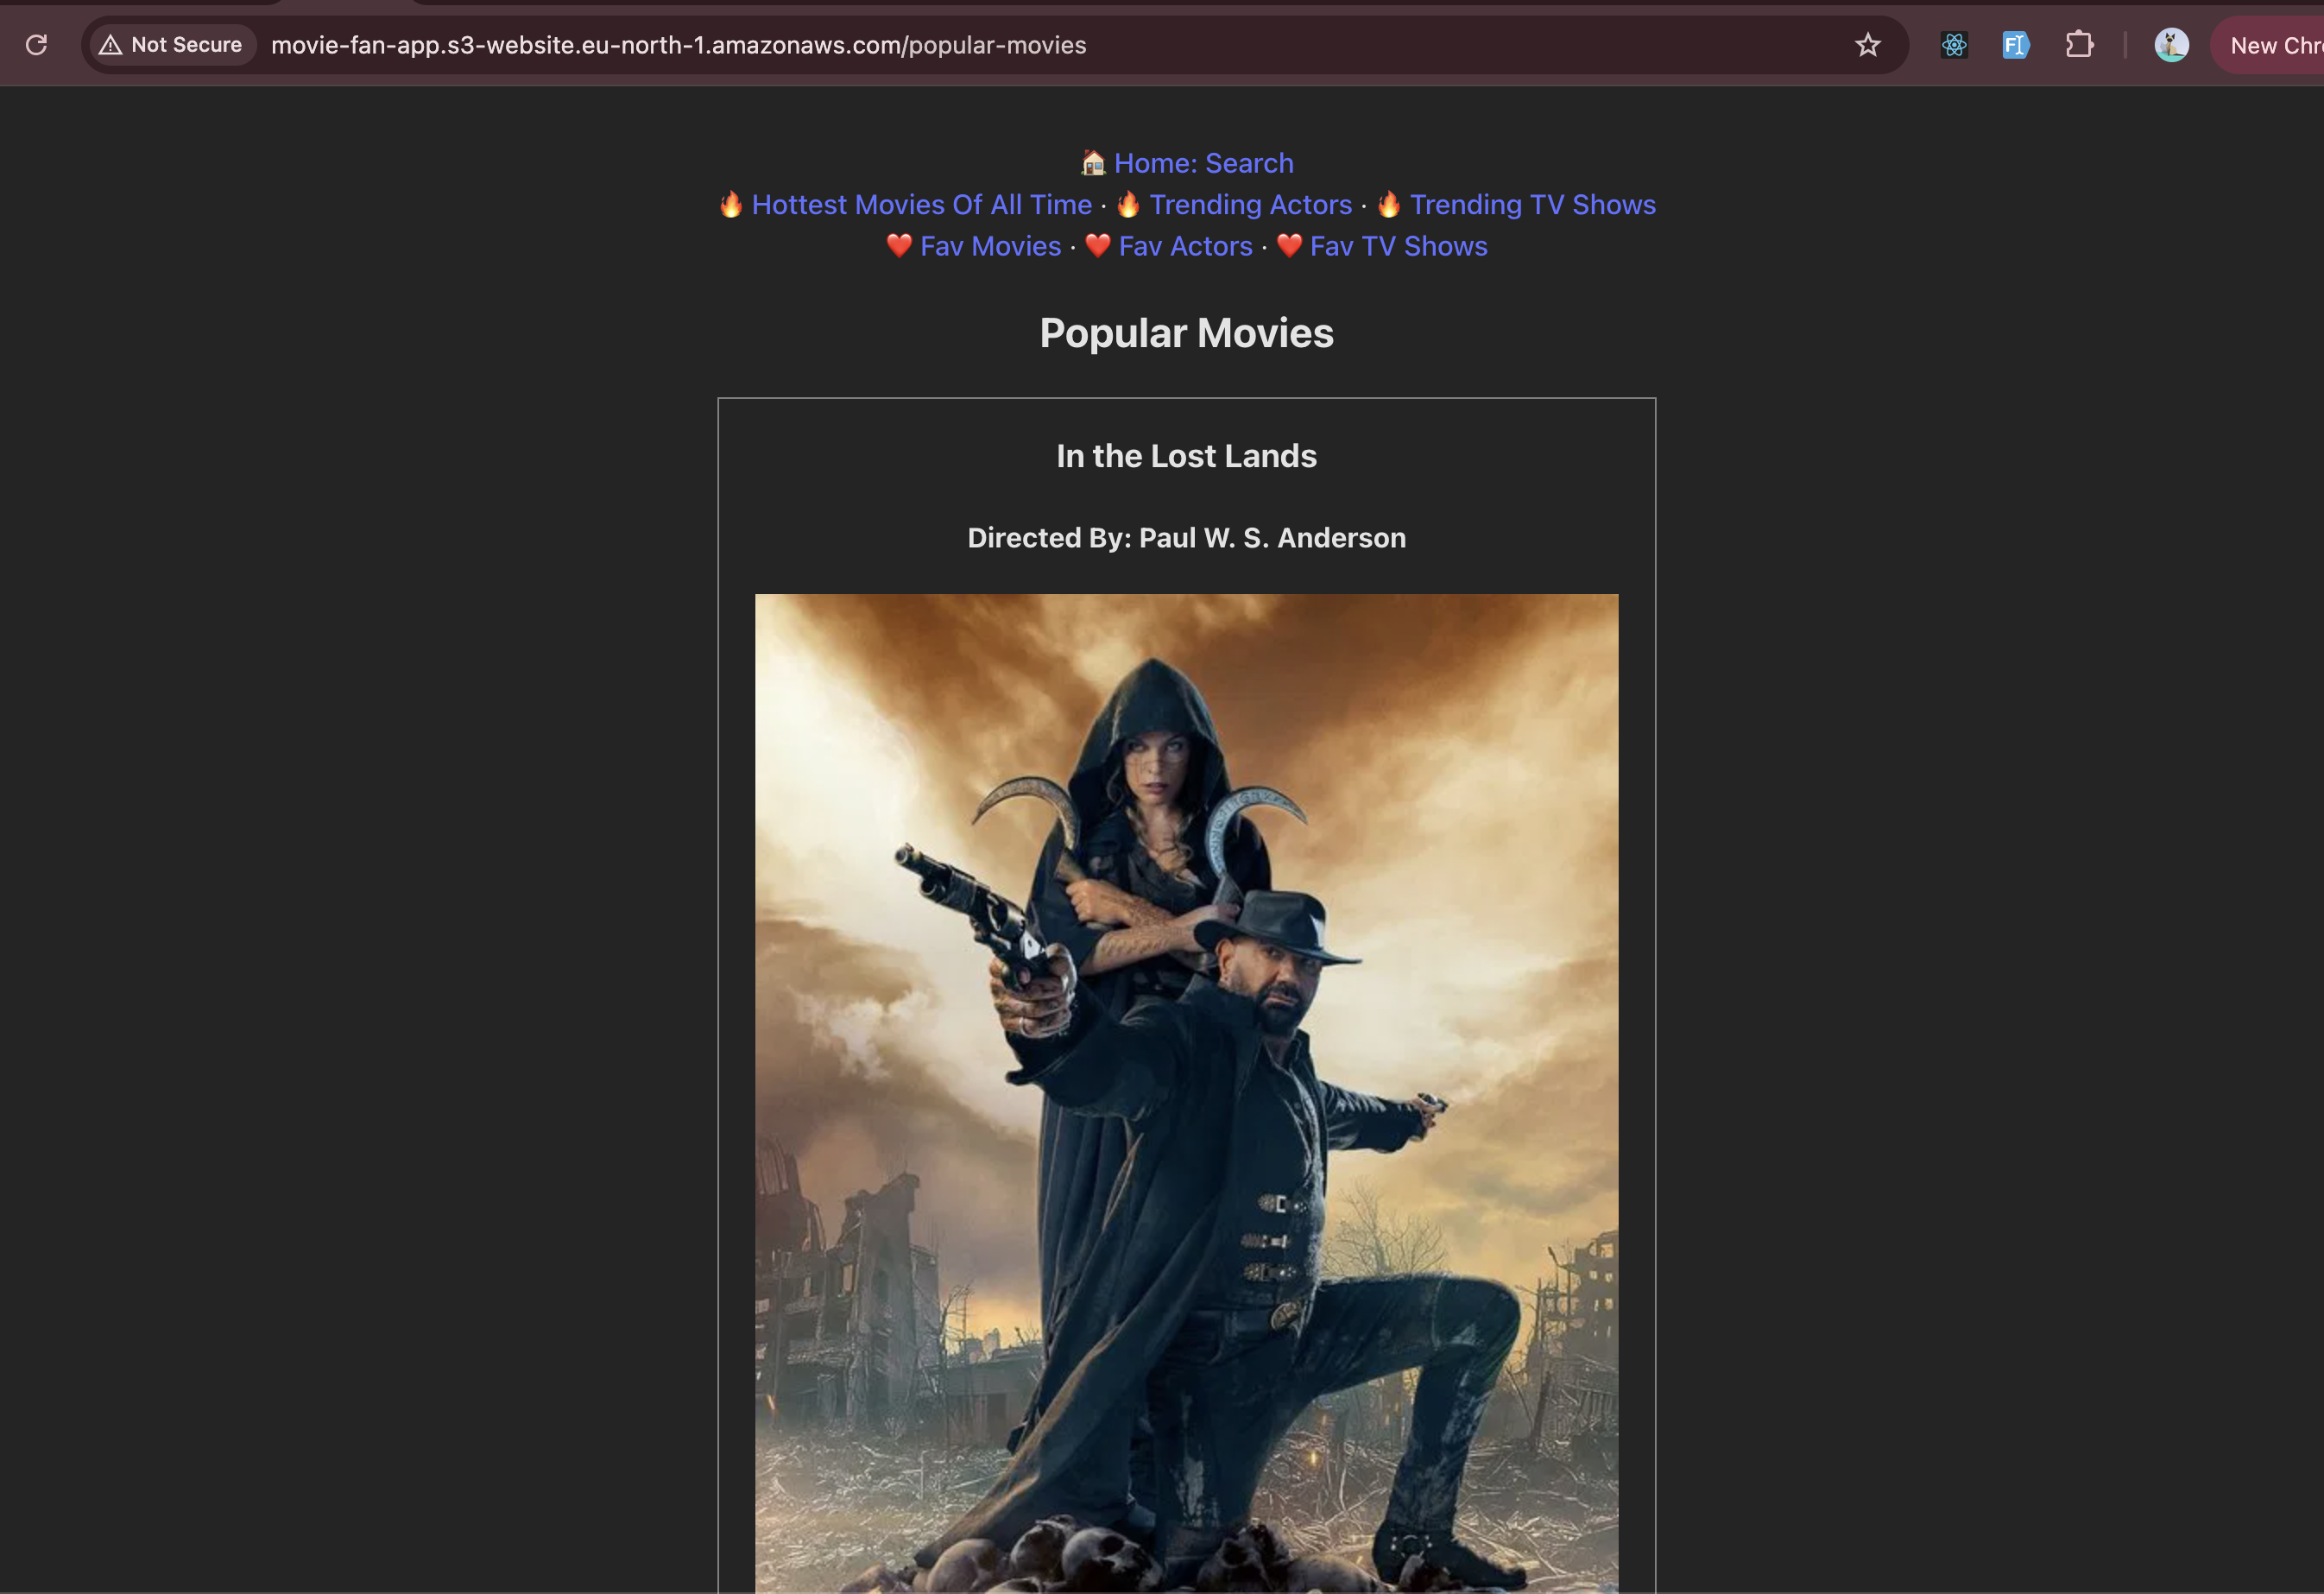 Not Secure movie-fan-app.s3-website.eu-north-1.amazonaws.com/popular-movies New Chr
🏠 Home: Search
🔥 Hottest Movies Of All Time · 🔥 Trending Actors · 🔥 Trending TV Shows
❤️ Fav Movies · ❤️ Fav Actors · ❤️ Fav TV Shows
Popular Movies
In the Lost Lands
Directed By: Paul W. S. Anderson